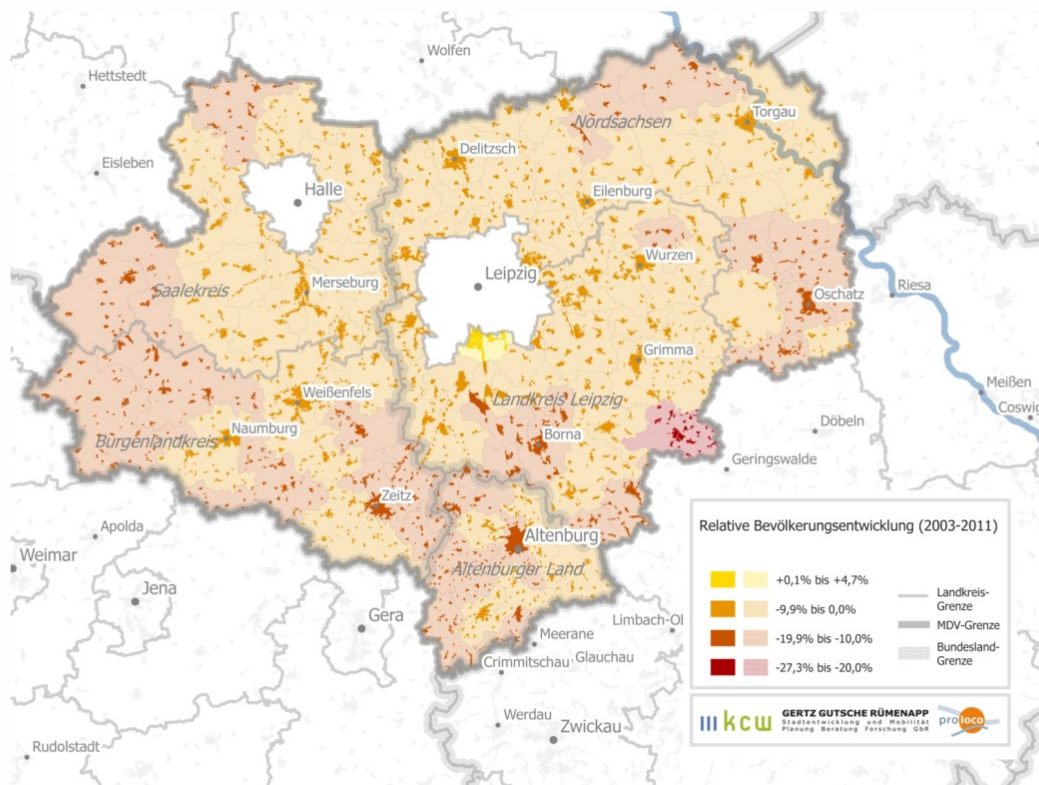 Wolfen
Hettstedt
Torgau
Nordsachsen
Delitzsch
Eisleben
Halle
Eilenburg
Wurzen
Leipzig
Saalekreis
Merseburg
Riesa
Oschatz
Grimma
Meißen
Weißenfels
Landkreis Leipzig
Coswig
Döbeln
Naumburg
Burgenlandkreis
Borna
Geringswalde
Zeitz
Apolda
Altenburg
Weimar
Altenburger Land
Jena
Gera
Limbach-Ob
Meerane
Glauchau
Crimmitschau
Werdau
Zwickau
Rudolstadt
Relative Bevölkerungsentwicklung (2003-2011)
+0,1% bis +4,7%
-9,9% bis 0,0%
-19,9% bis -10,0%
-27,3% bis -20,0%
Landkreis-
Grenze
MDV-Grenze
Bundesland-
Grenze
kcw
GERTZ GUTSCHE RÜMENAPP
Stadtentwicklung und Mobilität
Planung Beratung Forschung GbR
proloco